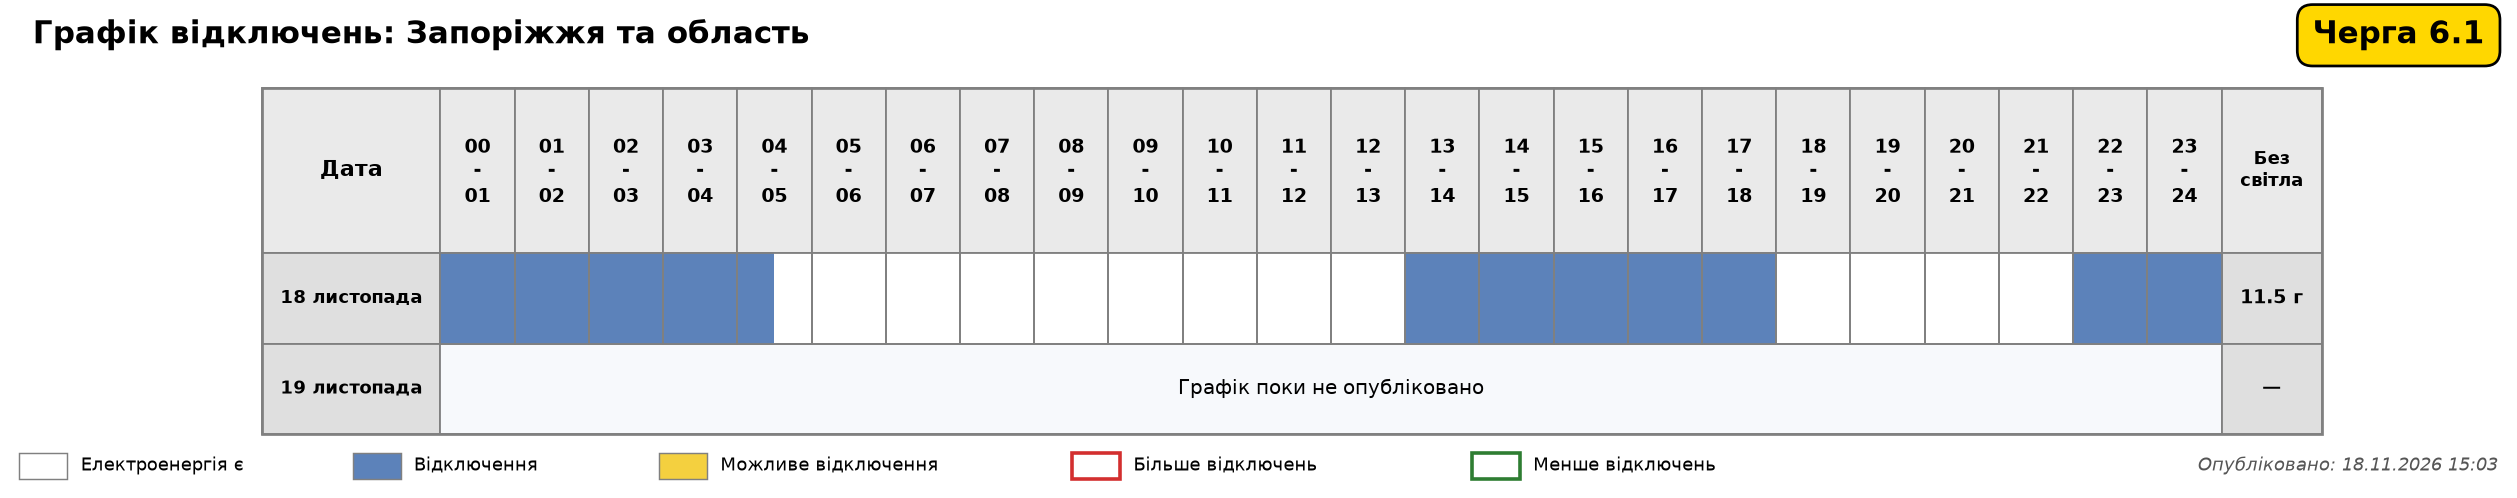 Графік відключень: Запоріжжя та область
Черга 6.1
Дата
00 - 01
01 - 02
02 - 03
03 - 04
04 - 05
05 - 06
06 - 07
07 - 08
08 - 09
09 - 10
10 - 11
11 - 12
12 - 13
13 - 14
14 - 15
15 - 16
16 - 17
17 - 18
18 - 19
19 - 20
20 - 21
21 - 22
22 - 23
23 - 24
Без
світла
18 листопада
11.5 г
19 листопада
Графік поки не опубліковано
—
Електроенергія є
Відключення
Можливе відключення
Більше відключень
Менше відключень
Опубліковано: 18.11.2026 15:03